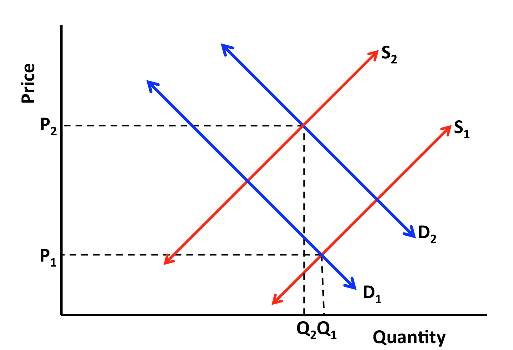 Price
S₂
P₂
S₁
D₂
P₁
D₁
Q₂Q₁
Quantity